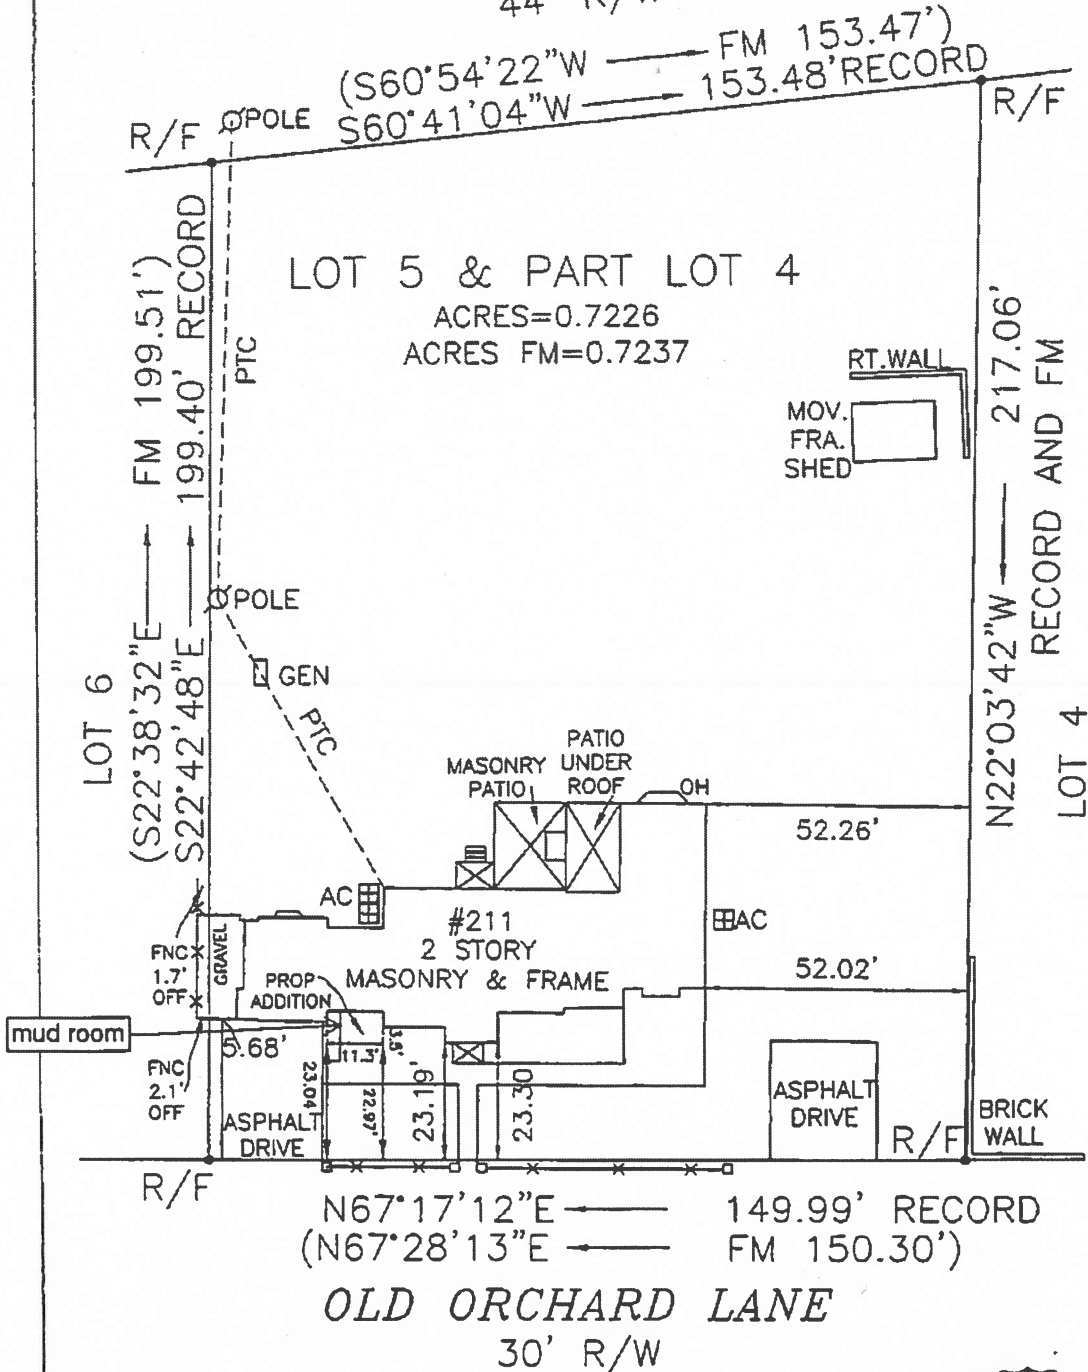 44' R/W
(S60°54'22"W FM 153.47')
S60°41'04"W 153.48'RECORD
R/F
POLE
R/F
LOT 5 & PART LOT 4
ACRES=0.7226
ACRES FM=0.7237
(S22°38'32"E FM 199.51')
S22°42'48"E 199.40' RECORD
PTC
RT.WALL
MOV.
FRA.
SHED
N22°03'42"W 217.06'
RECORD AND FM
LOT 6
LOT 4
POLE
GEN
PTC
MASONRY
PATIO
PATIO
UNDER
ROOF
OH
52.26'
AC
#211
2 STORY
MASONRY & FRAME
AC
FNC
1.7'
OFF
GRAVEL
PROP
ADDITION
52.02'
mud room
5.68'
11.3'
3.5'
FNC
2.1'
OFF
23.04
22.97'
23.19'
23.30
ASPHALT
DRIVE
ASPHALT
DRIVE
BRICK
WALL
R/F
R/F
N67°17'12"E 149.99' RECORD
(N67°28'13"E FM 150.30')
OLD ORCHARD LANE
30' R/W